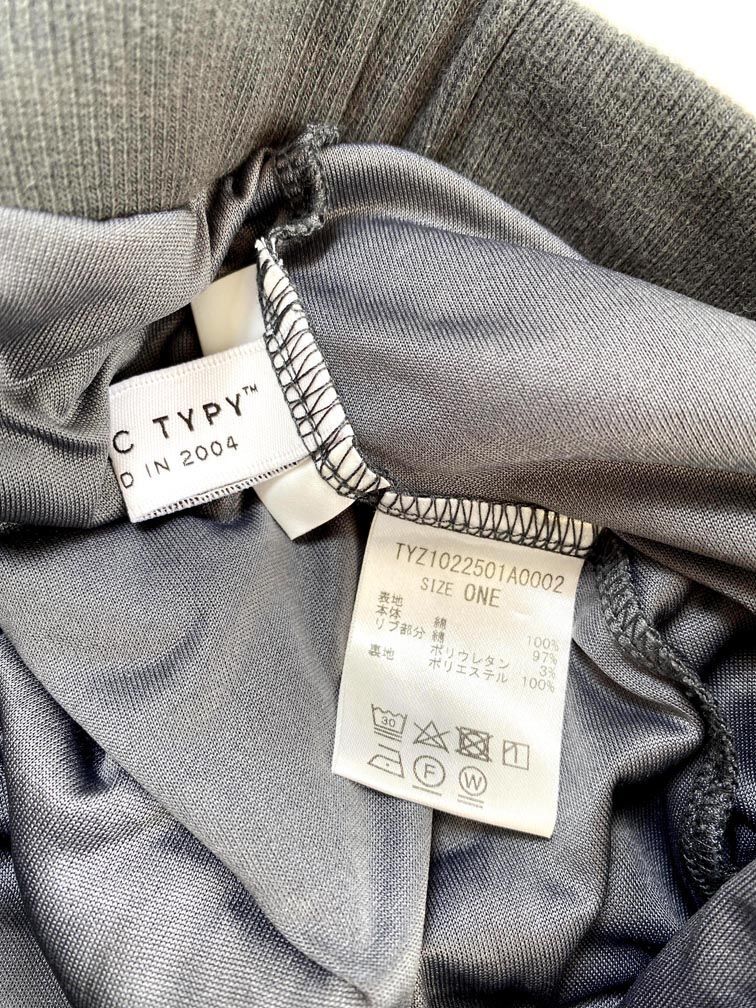 C TYPY™
D IN 2004
TYZ1022501A0002
SIZE ONE
表地
本体 綿 100%
リブ部分 綿 97%
ポリウレタン 3%
裏地 ポリエステル 100%
30
F W